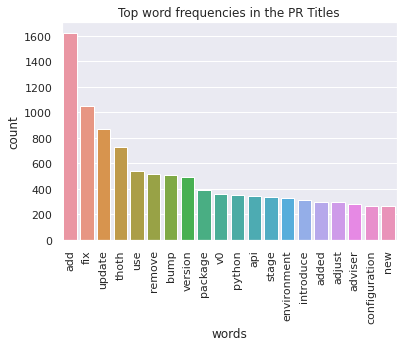 Top word frequencies in the PR Titles
count
1600
1400
1200
1000
800
600
400
200
0
add
fix
update
thoth
use
remove
bump
version
package
v0
python
api
stage
environment
introduce
added
adjust
adviser
configuration
new
words